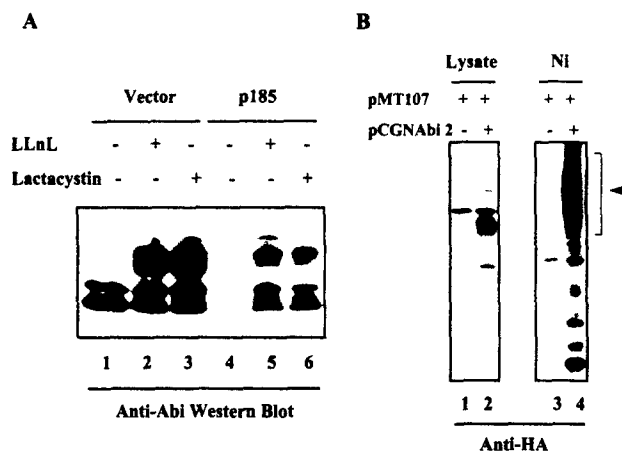 A
Vector p185
LLnL - + - - + -
Lactacystin - - + - - +
1 2 3 4 5 6
Anti-Abi Western Blot
B
Lysate Ni
pMT107 + + + +
pCGNAbi 2 - + - +
1 2 3 4
Anti-HA